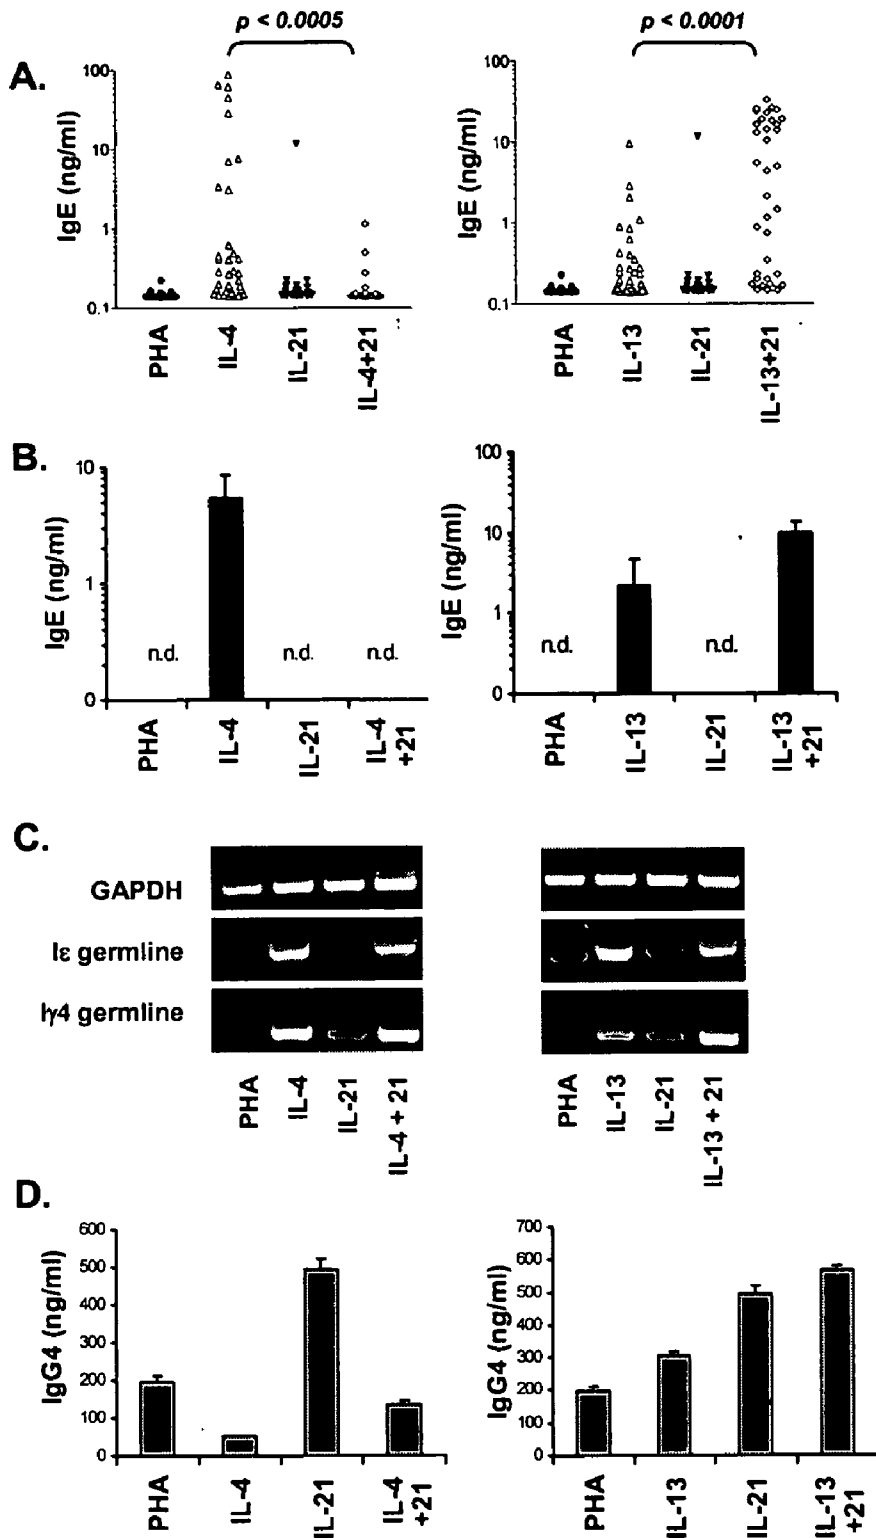 A.
p < 0.0005
IgE (ng/ml)
100
10
1
0.1
PHA
IL-4
IL-21
IL-4+21
p < 0.0001
IgE (ng/ml)
100
10
1
0.1
PHA
IL-13
IL-21
IL-13+21
B.
IgE (ng/ml)
10
1
0
n.d.
n.d.
n.d.
PHA
IL-4
IL-21
IL-4
+21
IgE (ng/ml)
100
10
1
0
n.d.
n.d.
PHA
IL-13
IL-21
IL-13
+21
C.
GAPDH
Iε germline
Iγ4 germline
PHA
IL-4
IL-21
IL-4 + 21
PHA
IL-13
IL-21
IL-13 + 21
D.
IgG4 (ng/ml)
600
500
400
300
200
100
0
PHA
IL-4
IL-21
IL-4
+21
IgG4 (ng/ml)
700
600
500
400
300
200
100
0
PHA
IL-13
IL-21
IL-13
+21